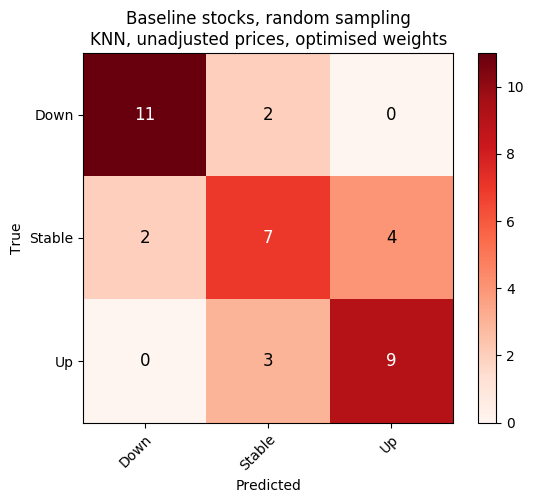 Baseline stocks, random sampling
KNN, unadjusted prices, optimised weights
Down
11
2
0
10
8
True
Stable
2
7
4
6
4
Up
0
3
9
2
0
Down
Stable
Up
Predicted